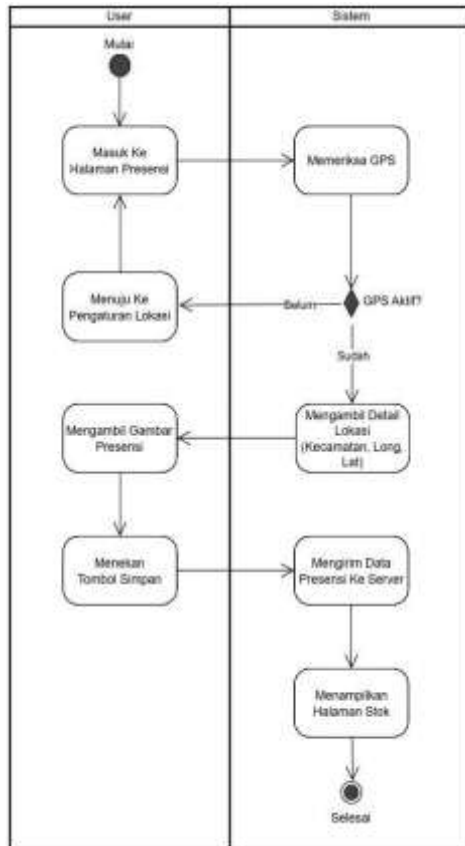 User
Sistem
Mulai
Masuk Ke
Halaman Presensi
Memeriksa GPS
Menuju Ke
Pengaturan Lokasi
Belum
GPS Aktif?
Sudah
Mengambil Gambar
Presensi
Mengambil Detail
Lokasi
(Kecamatan, Long,
Lat)
Menekan
Tombol Simpan
Mengirim Data
Presensi Ke Server
Menampilkan
Halaman Stok
Selesai